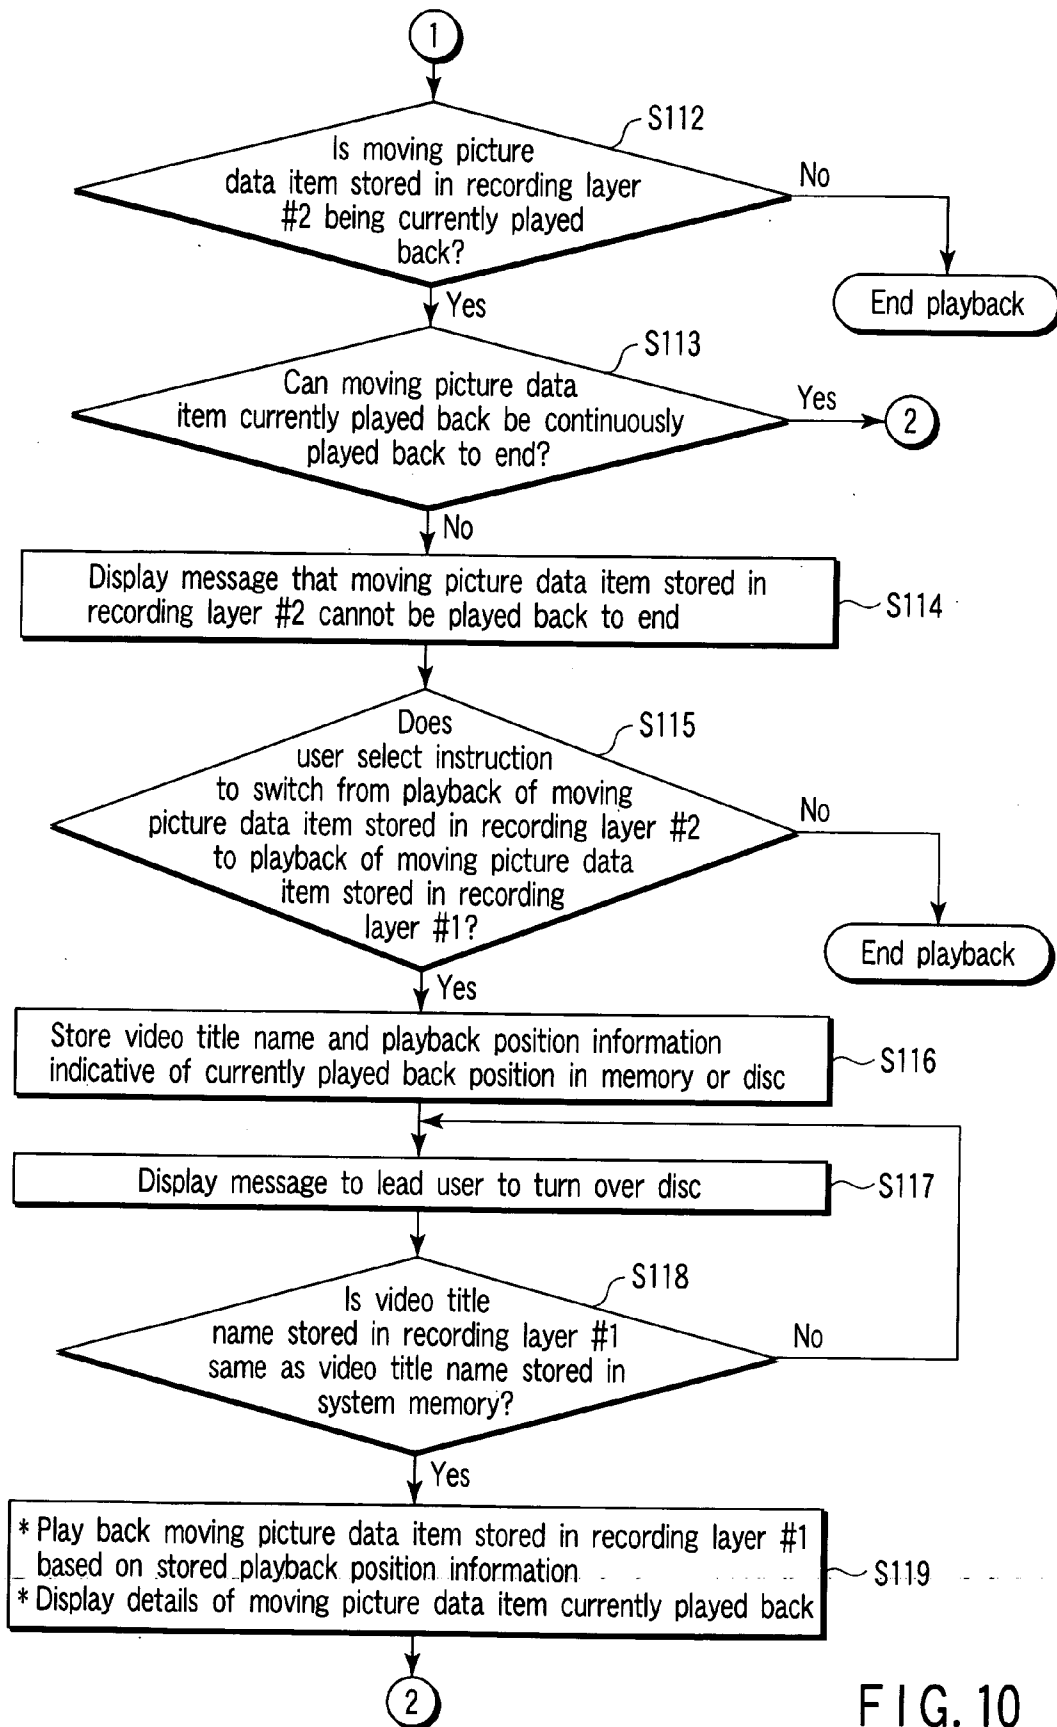 1
S112
Is moving picture
data item stored in recording layer
#2 being currently played
back?
No
End playback
Yes
S113
Can moving picture data
item currently played back be continuously
played back to end?
Yes
2
No
Display message that moving picture data item stored in
recording layer #2 cannot be played back to end
S114
Does
user select instruction
to switch from playback of moving
picture data item stored in recording layer #2
to playback of moving picture data
item stored in recording
layer #1?
S115
No
End playback
Yes
Store video title name and playback position information
indicative of currently played back position in memory or disc
S116
Display message to lead user to turn over disc
S117
S118
Is video title
name stored in recording layer #1
same as video title name stored in
system memory?
No
Yes
* Play back moving picture data item stored in recording layer #1
based on stored playback position information
* Display details of moving picture data item currently played back
S119
2
FIG. 10